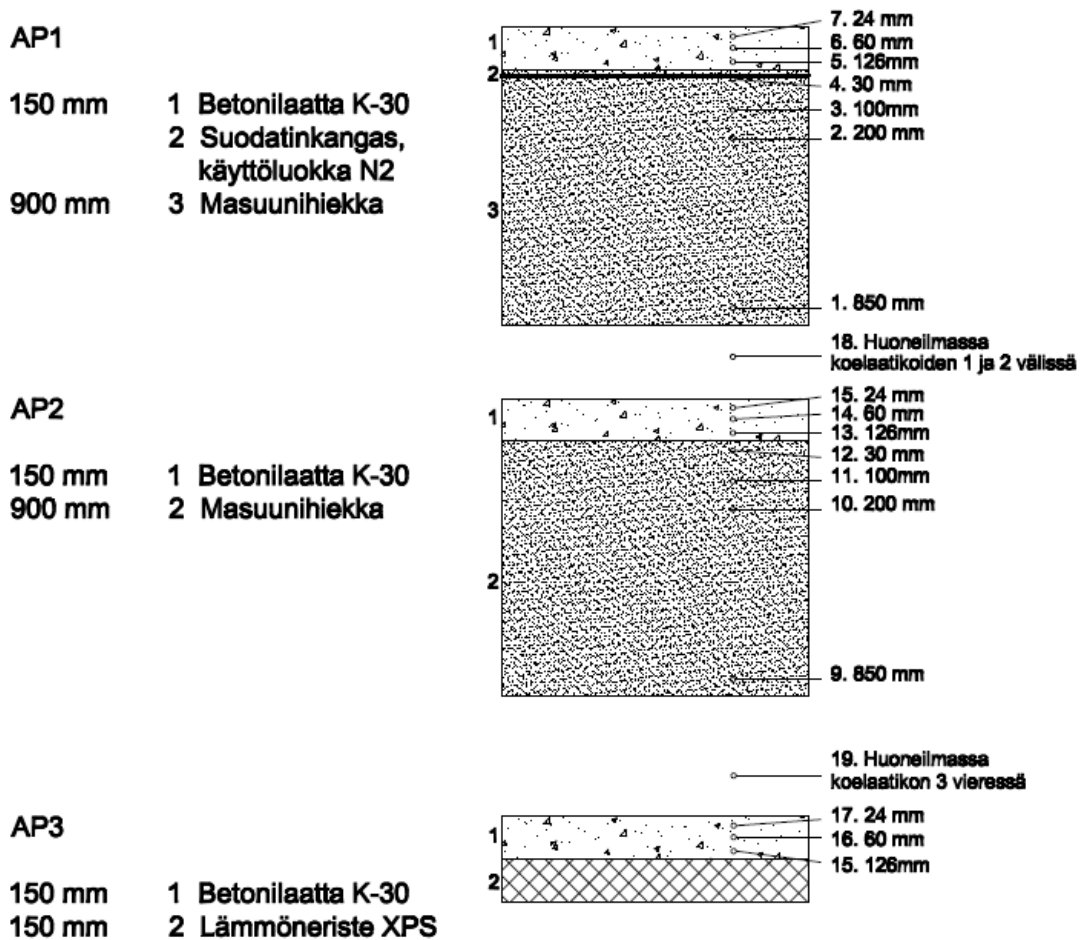 AP1
150 mm 1 Betonilaatta K-30
2 Suodatinkangas,
käyttöluokka N2
900 mm 3 Masuunihiekka
1
2
3
7. 24 mm
6. 60 mm
5. 126mm
4. 30 mm
3. 100mm
2. 200 mm
1. 850 mm
18. Huoneilmassa
koelaatikoiden 1 ja 2 välissä
AP2
150 mm 1 Betonilaatta K-30
900 mm 2 Masuunihiekka
1
2
15. 24 mm
14. 60 mm
13. 126mm
12. 30 mm
11. 100mm
10. 200 mm
9. 850 mm
19. Huoneilmassa
koelaatikon 3 vieressä
AP3
150 mm 1 Betonilaatta K-30
150 mm 2 Lämmöneriste XPS
1
2
17. 24 mm
16. 60 mm
15. 126mm